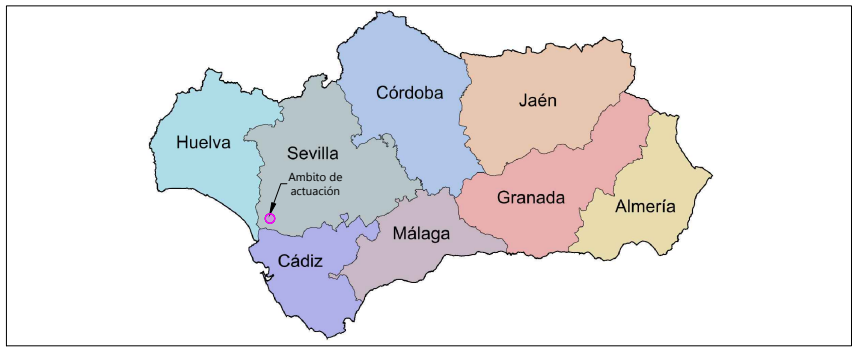 Córdoba
Jaén
Huelva
Sevilla
Ambito de
actuación
Granada
Almería
Málaga
Cádiz